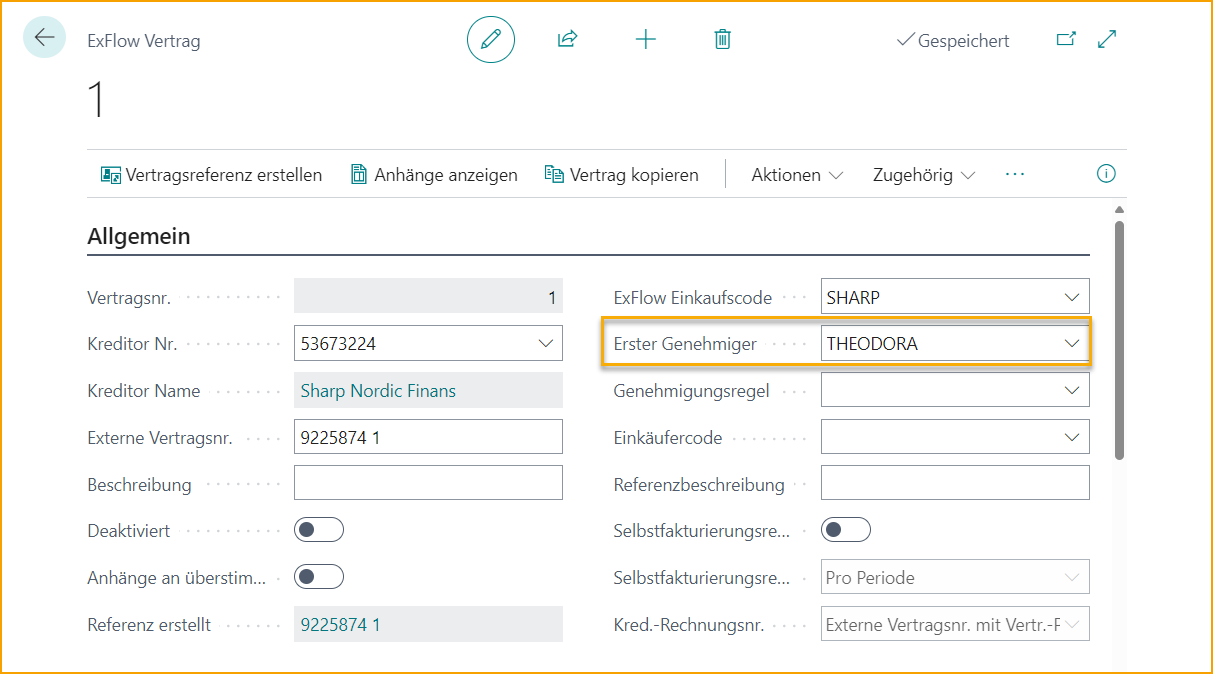 ExFlow Vertrag
Gespeichert
1
Vertragsreferenz erstellen Anhänge anzeigen Vertrag kopieren Aktionen Zugehörig ...
Allgemein
Vertragsnr. 1
Kreditor Nr. 53673224
Kreditor Name Sharp Nordic Finans
Externe Vertragsnr. 9225874 1
Beschreibung
Deaktiviert
Anhänge an überstim...
Referenz erstellt 9225874 1
ExFlow Einkaufscode SHARP
Erster Genehmiger THEODORA
Genehmigungsregel
Einkäufercode
Referenzbeschreibung
Selbstfakturierungsre...
Selbstfakturierungsre... Pro Periode
Kred.-Rechnungsnr. Externe Vertragsnr. mit Vertr.-F